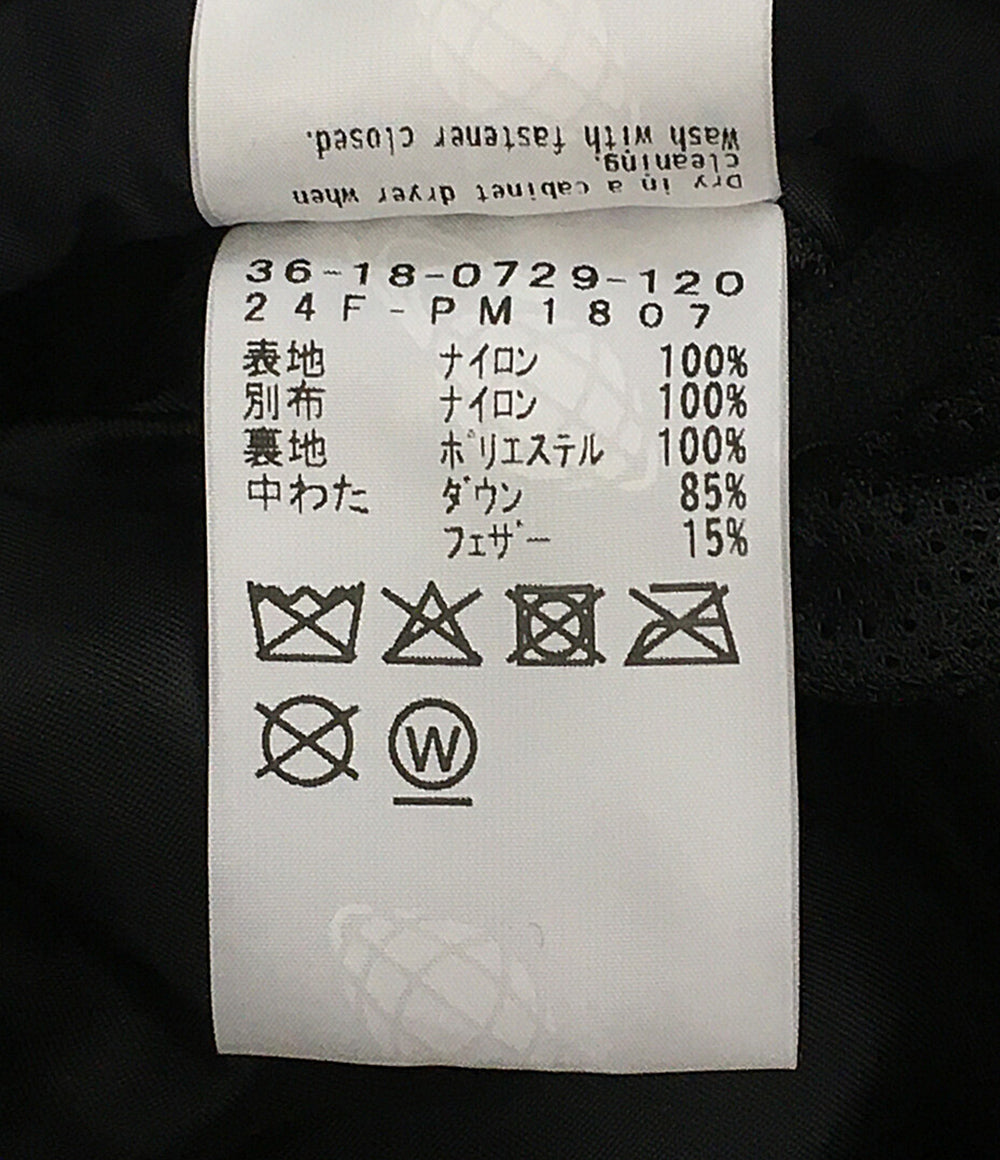 Dry in a cabinet dryer when
cleaning.
Wash with fastener closed.
36-18-0729-120
24F-PM1807
表地 ナイロン 100%
別布 ナイロン 100%
裏地 ポリエステル 100%
中わた ダウン 85%
フェザー 15%
W